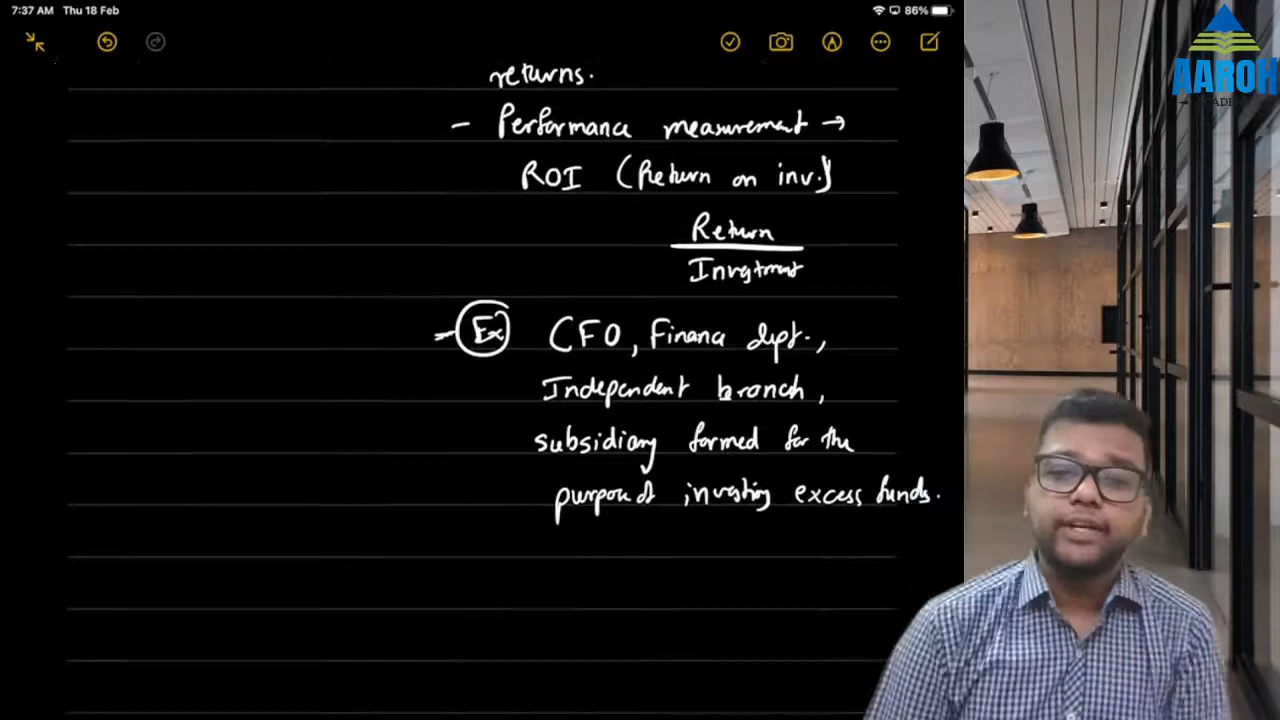 7:37 AM Thu 18 Feb
86%
returns.
- Performance measurement →
ROI (Return on inv.)
Return
Investment
- Ex CFO, Finance dept.,
Independent branch,
subsidiary formed for the
purpose of investing excess funds.
AAROH